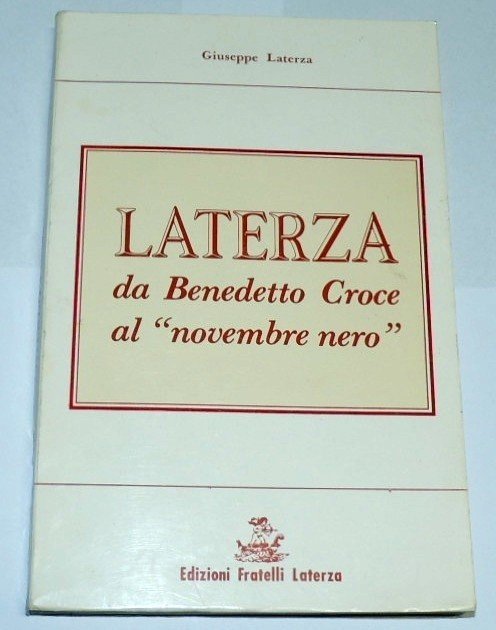 Giuseppe Laterza
LATERZA
da Benedetto Croce
al “novembre nero”
Edizioni Fratelli Laterza